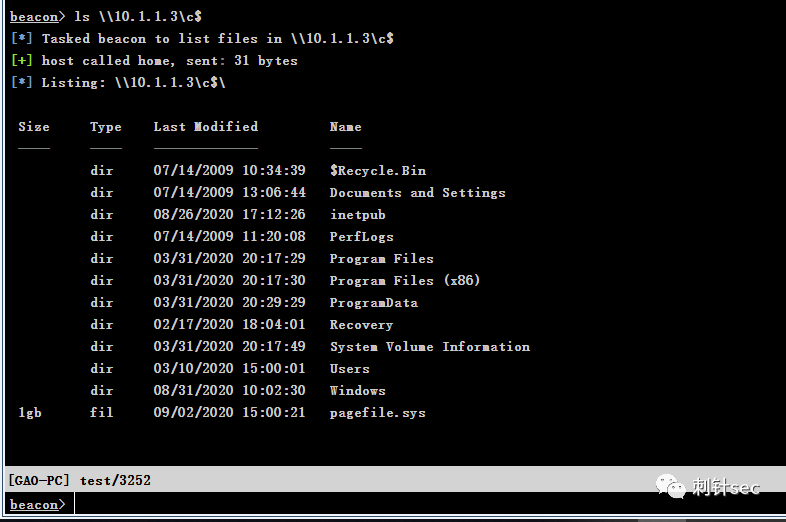 beacon> ls \\10.1.1.3\c$
[*] Tasked beacon to list files in \\10.1.1.3\c$
[+] host called home, sent: 31 bytes
[*] Listing: \\10.1.1.3\c$\
Size Type Last Modified Name
---- ---- ------------- ----
dir 07/14/2009 10:34:39 $Recycle.Bin
dir 07/14/2009 13:06:44 Documents and Settings
dir 08/26/2020 17:12:26 inetpub
dir 07/14/2009 11:20:08 PerfLogs
dir 03/31/2020 20:17:29 Program Files
dir 03/31/2020 20:17:30 Program Files (x86)
dir 03/31/2020 20:29:29 ProgramData
dir 02/17/2020 18:04:01 Recovery
dir 03/31/2020 20:17:49 System Volume Information
dir 03/10/2020 15:00:01 Users
dir 08/31/2020 10:02:30 Windows
1gb fil 09/02/2020 15:00:21 pagefile.sys
[GAO-PC] test/3252
刺针sec
beacon>